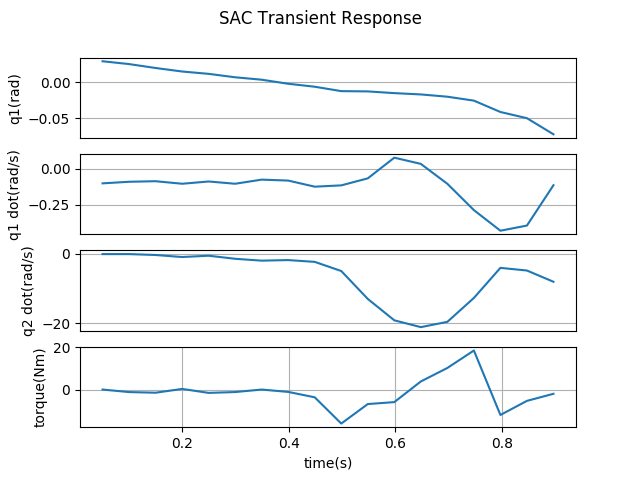 SAC Transient Response
q1(rad)
0.00
−0.05
q1 dot(rad/s)
0.00
−0.25
q2 dot(rad/s)
0
−20
torque(Nm)
20
0
0.2 0.4 0.6 0.8
time(s)